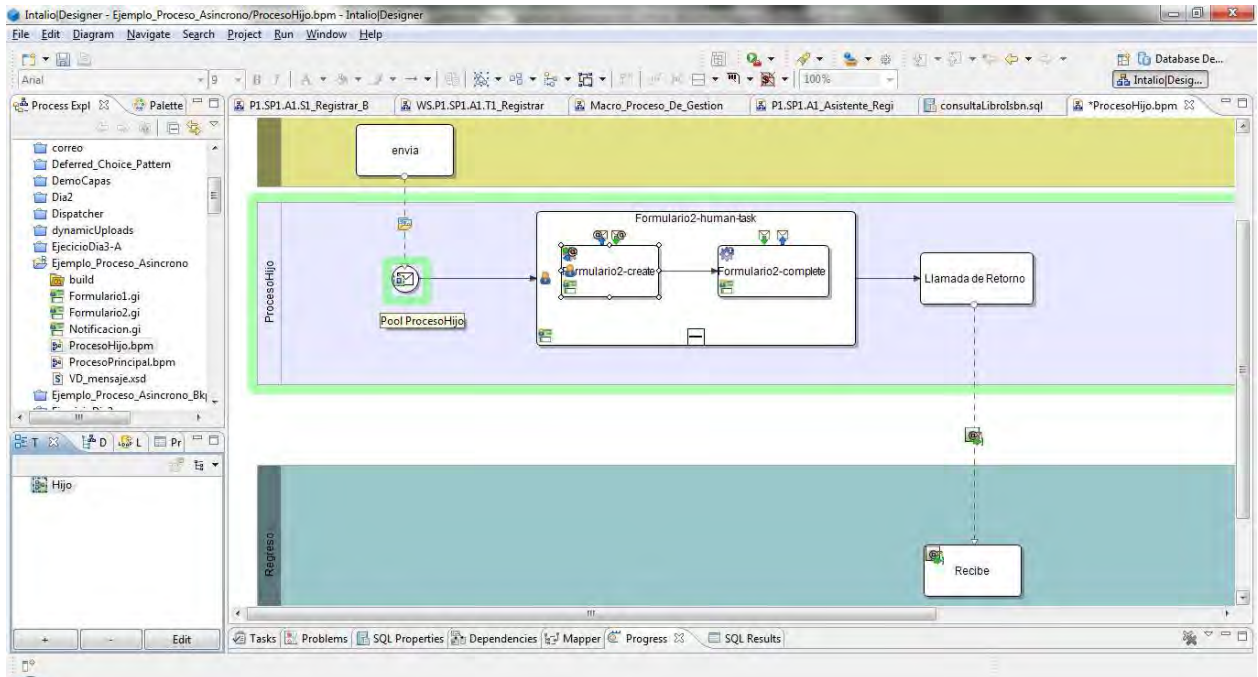 Intalio|Designer - Ejemplo_Proceso_Asincrono/ProcesoHijo.bpm - Intalio|Designer
File Edit Diagram Navigate Search Project Run Window Help
Database De...
Arial 9 B I A 100% Intalio|Desig...
Process Expl Palette P1.SP1.A1.S1_Registrar_B WS.P1.SP1.A1.T1_Registrar Macro_Proceso_De_Gestion P1.SP1.A1_Asistente_Regi consultaLibroIsbn.sql *ProcesoHijo.bpm
correo
Deferred_Choice_Pattern
DemoCapas
Dia2
Dispatcher
dynamicUploads
EjecicioDia3-A
Ejemplo_Proceso_Asincrono
build
Formulario1.gi
Formulario2.gi
Notificacion.gi
ProcesoHijo.bpm
ProcesoPrincipal.bpm
VD_mensaje.xsd
Ejemplo_Proceso_Asincrono_Bk
envia
ProcesoHijo
Formulario2-human-task
rmulario2-create
Formulario2-complete
Llamada de Retorno
Pool ProcesoHijo
T D L Pr
Hijo
Regreso
Recibe
+ - Edit
Tasks Problems SQL Properties Dependencies Mapper Progress SQL Results